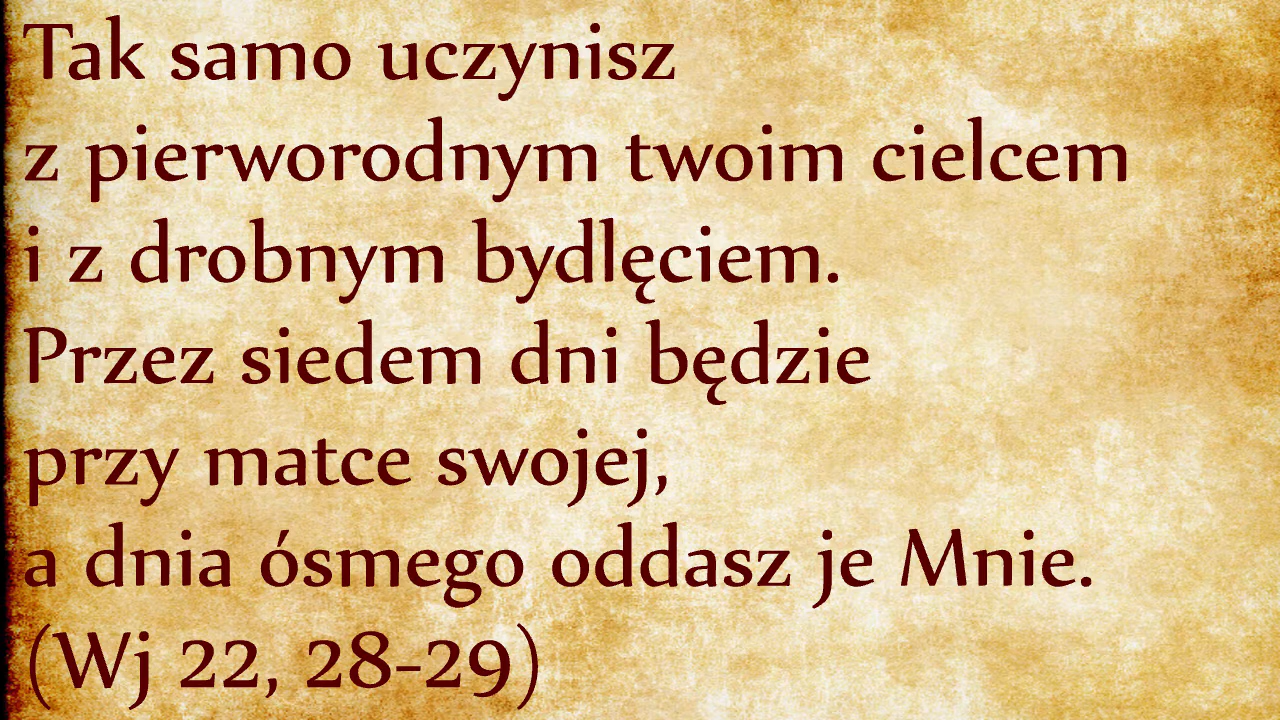 Tak samo uczynisz
z pierworodnym twoim cielcem
i z drobnym bydlęciem.
Przez siedem dni będzie
przy matce swojej,
a dnia ósmego oddasz je Mnie.
(Wj 22, 28-29)